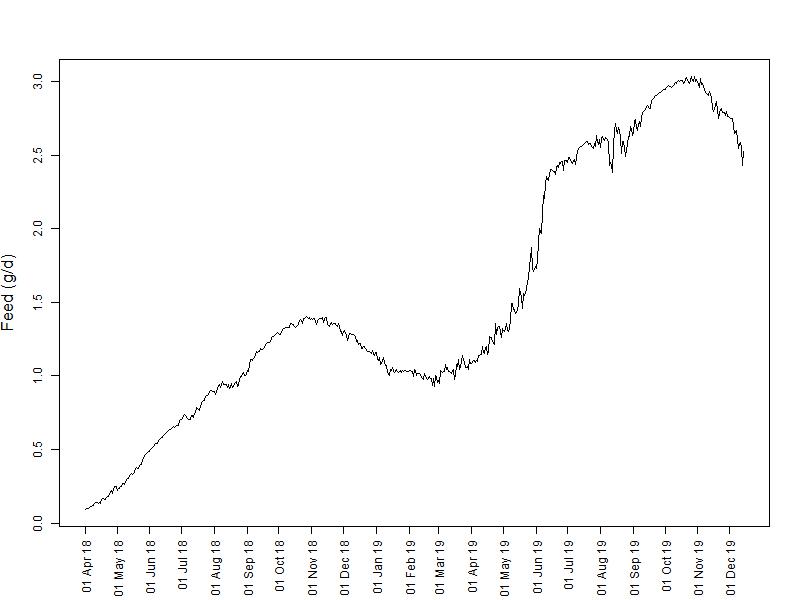 Feed (g/d)
3.0
2.5
2.0
1.5
1.0
0.5
0.0
01 Apr 18
01 May 18
01 Jun 18
01 Jul 18
01 Aug 18
01 Sep 18
01 Oct 18
01 Nov 18
01 Dec 18
01 Jan 19
01 Feb 19
01 Mar 19
01 Apr 19
01 May 19
01 Jun 19
01 Jul 19
01 Aug 19
01 Sep 19
01 Oct 19
01 Nov 19
01 Dec 19